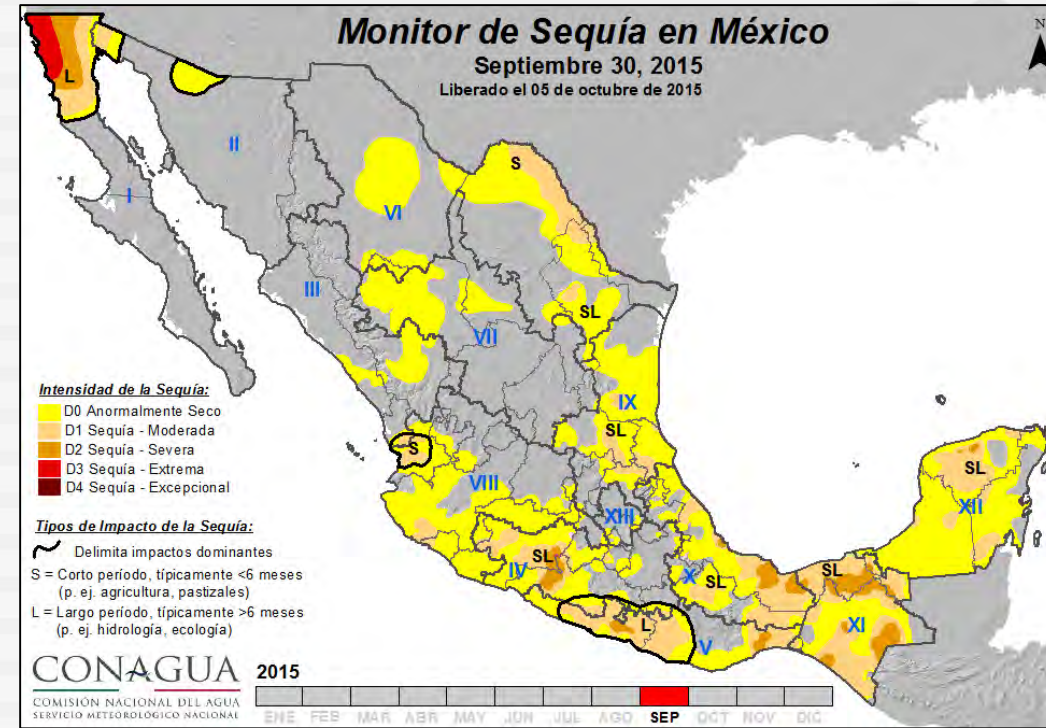 Monitor de Sequía en México
Septiembre 30, 2015
Liberado el 05 de octubre de 2015
N
L
II
I
S
VI
III
SL
VII
IX
SL
S
VIII
XIII
SL
XII
SL
IV
X
SL
SL
L
V
XI
Intensidad de la Sequía:
D0 Anormalmente Seco
D1 Sequía - Moderada
D2 Sequía - Severa
D3 Sequía - Extrema
D4 Sequía - Excepcional
Tipos de Impacto de la Sequía:
Delimita impactos dominantes
S = Corto período, típicamente <6 meses
(p. ej. agricultura, pastizales)
L = Largo período, típicamente >6 meses
(p. ej. hidrología, ecología)
CONAGUA
COMISIÓN NACIONAL DEL AGUA
SERVICIO METEOROLÓGICO NACIONAL
2015
ENE FEB MAR ABR MAY JUN JUL AGO SEP OCT NOV DIC